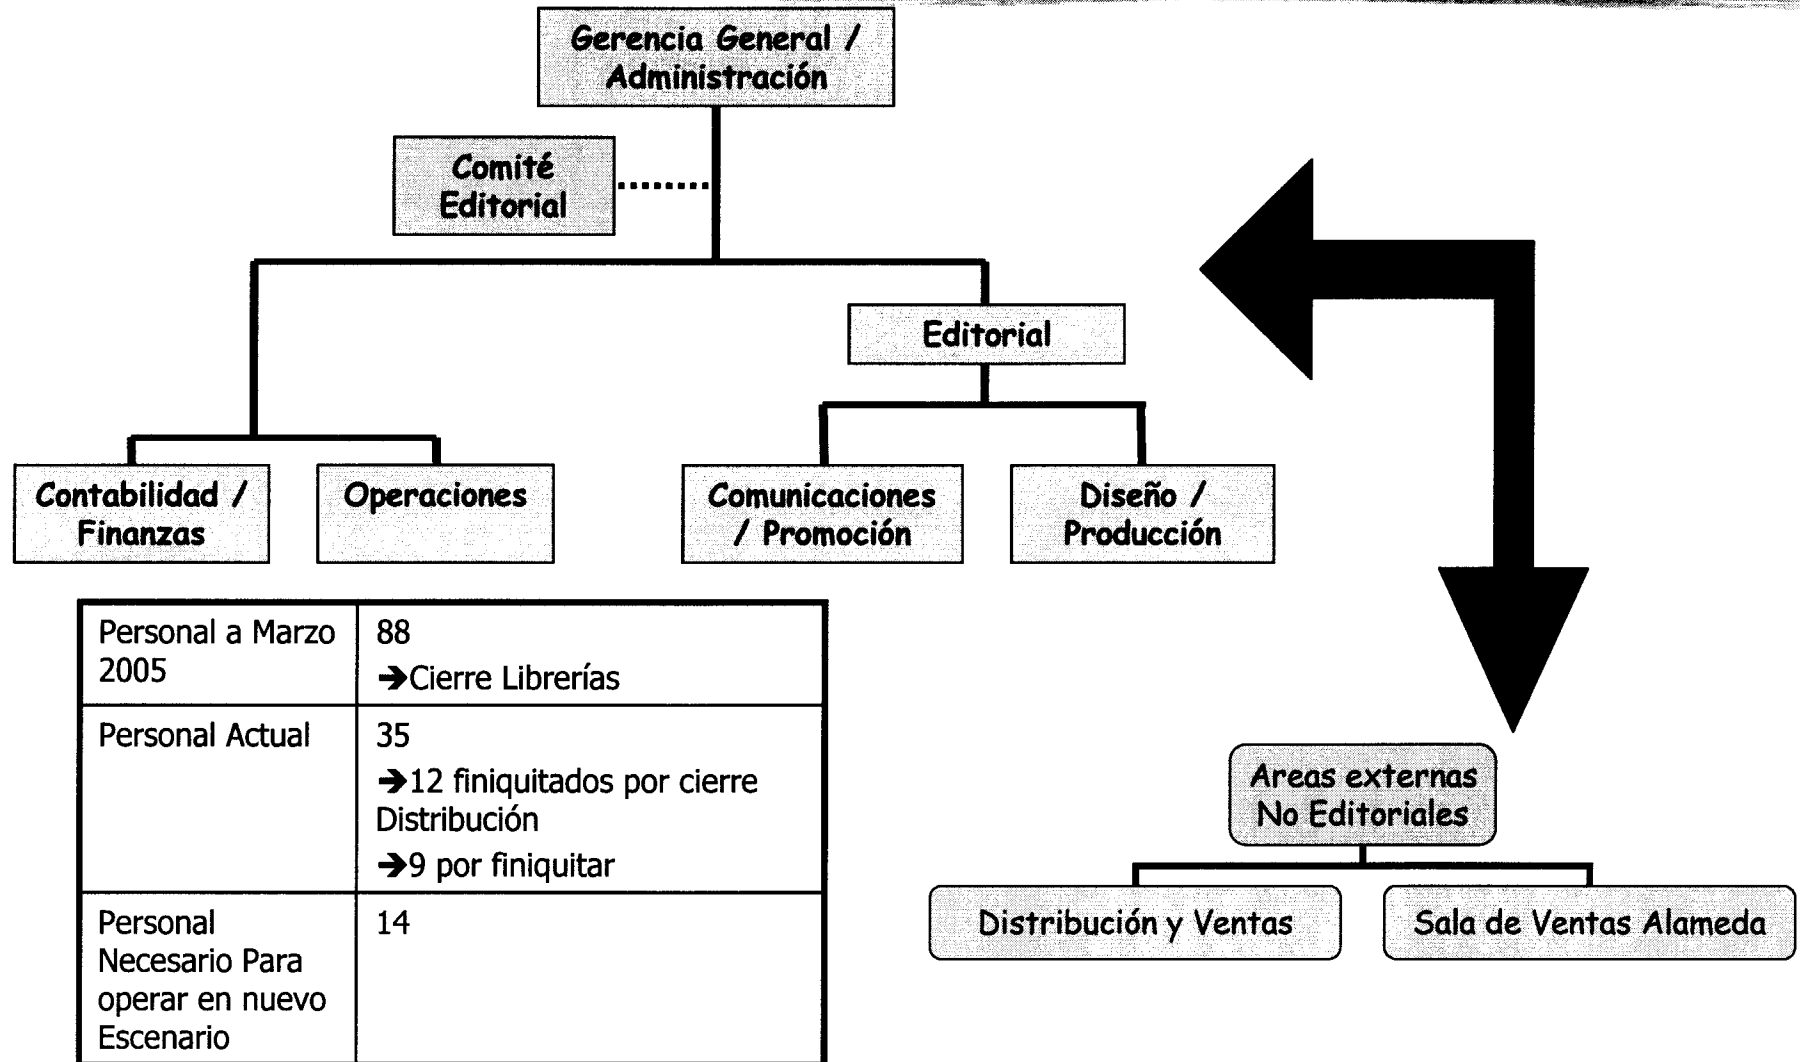 Gerencia General /
Administración
Comité
Editorial
Editorial
Contabilidad /
Finanzas
Operaciones
Comunicaciones
/ Promoción
Diseño /
Producción
Personal a Marzo
2005
88
➔Cierre Librerías
Personal Actual
35
➔12 finiquitados por cierre
Distribución
➔9 por finiquitar
Personal
Necesario Para
operar en nuevo
Escenario
14
Areas externas
No Editoriales
Distribución y Ventas
Sala de Ventas Alameda